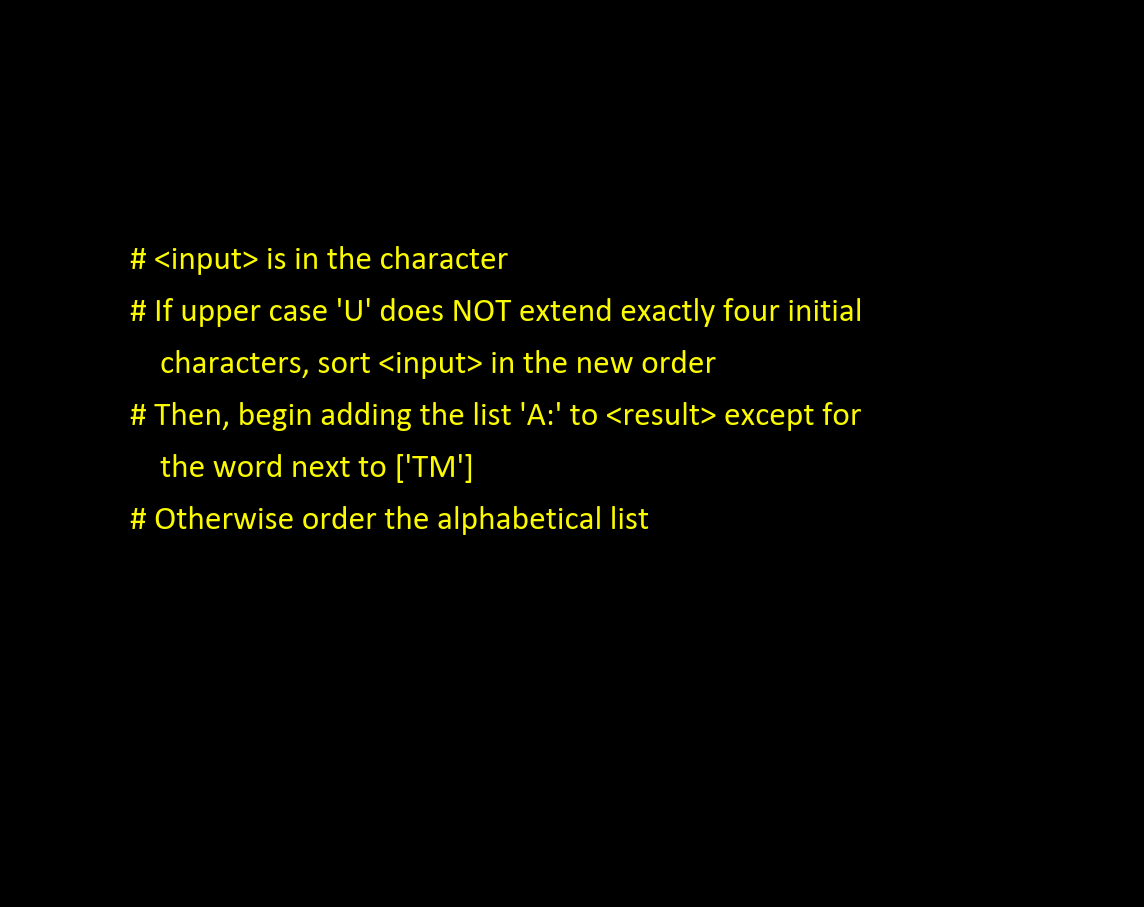 # <input> is in the character
# If upper case 'U' does NOT extend exactly four initial
characters, sort <input> in the new order
# Then, begin adding the list 'A:' to <result> except for
the word next to ['TM']
# Otherwise order the alphabetical list